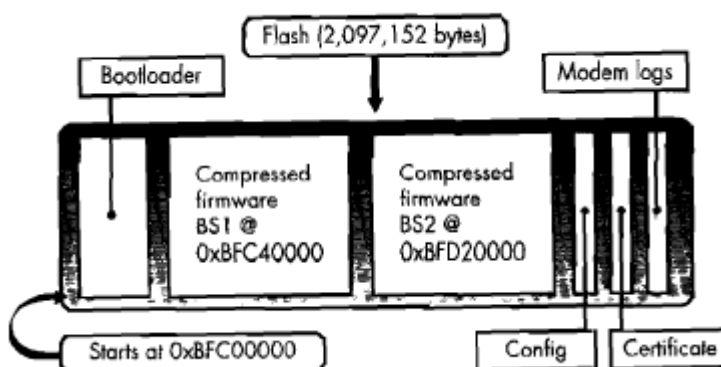 Flash (2,097,152 bytes)
Bootloader
Modem logs
Compressed
firmware
BS1 @
0xBFC40000
Compressed
firmware
BS2 @
0xBFD20000
Starts at 0xBFC00000
Config
Certificate